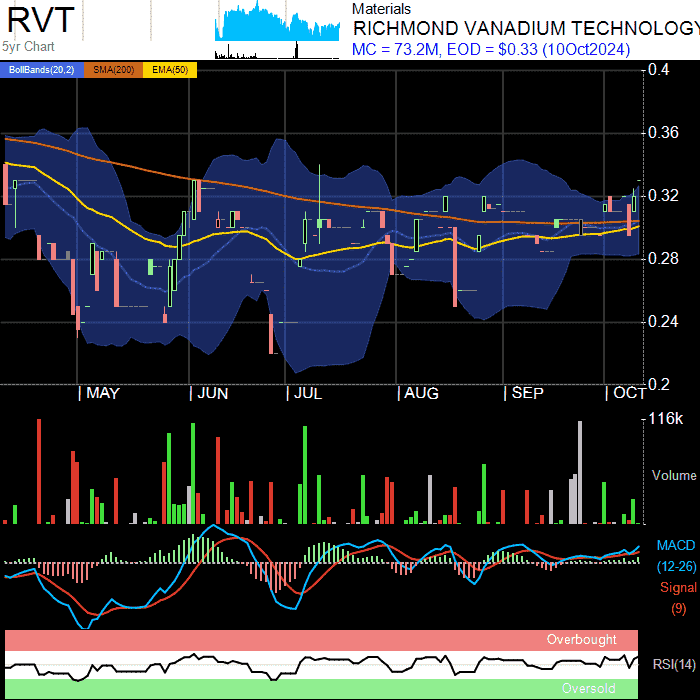 RVT
5yr Chart
Materials
RICHMOND VANADIUM TECHNOLOGY
MC = 73.2M, EOD = $0.33 (10Oct2024)
BollBands(20,2) SMA(200) EMA(50)
0.4
0.36
0.32
0.28
0.24
0.2
| MAY | JUN | JUL | AUG | SEP | OCT
116k
Volume
MACD
(12-26)
Signal
(9)
Overbought
RSI(14)
Oversold